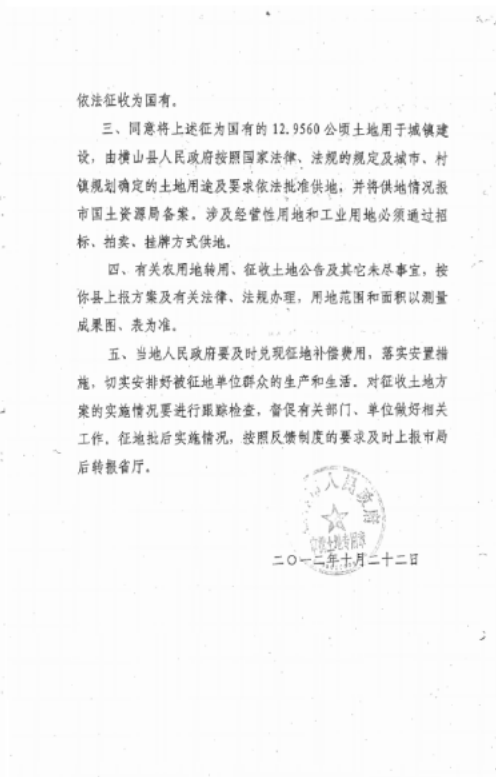 依法征收为国有。
三、同意将上述征为国有的12.9560公顷土地用于城镇建
设，由横山县人民政府按照国家法律、法规的规定及城市、村
镇规划确定的土地用途及要求依法批准供地，并将供地情况报
市国土资源局备案。涉及经营性用地和工业用地必须通过招
标、拍卖、挂牌方式供地。
四、有关农用地转用、征收土地公告及其它未尽事宜，按
你县上报方案及有关法律、法规办理，用地范围和面积以测量
成果图、表为准。
五、当地人民政府要及时兑现征地补偿费用，落实安置措
施，切实安排好被征地单位群众的生产和生活。对征收土地方
案的实施情况要进行跟踪检查，督促有关部门、单位做好相关
工作。征地批后实施情况，按照反馈制度的要求及时上报市局
后转报省厅。
市人民政府
土地专用章
二〇一二年十月二十二日